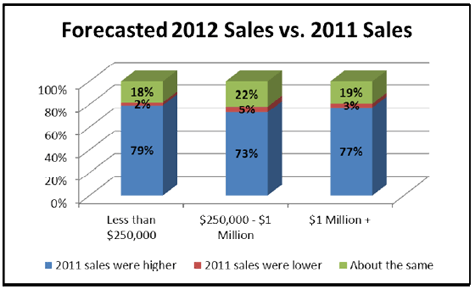 Forecasted 2012 Sales vs. 2011 Sales
100%
80%
60%
40%
20%
0%
18%
2%
79%
22%
5%
73%
19%
3%
77%
Less than
$250,000
$250,000 - $1
Million
$1 Million +
2011 sales were higher
2011 sales were lower
About the same